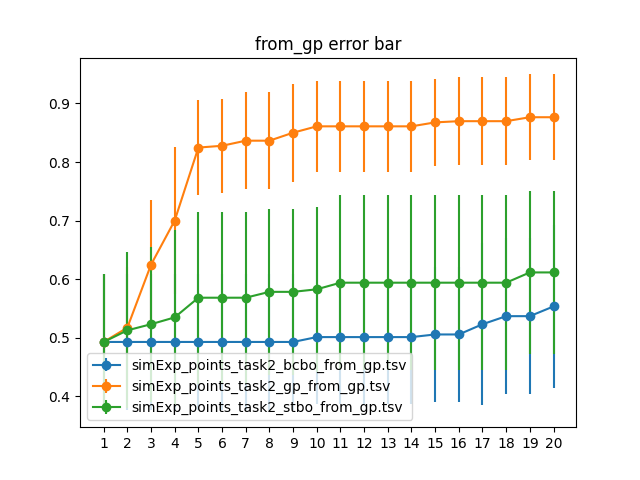 from_gp error bar
0.9
0.8
0.7
0.6
0.5
0.4
simExp_points_task2_bcbo_from_gp.tsv
simExp_points_task2_gp_from_gp.tsv
simExp_points_task2_stbo_from_gp.tsv
1 2 3 4 5 6 7 8 9 10 11 12 13 14 15 16 17 18 19 20